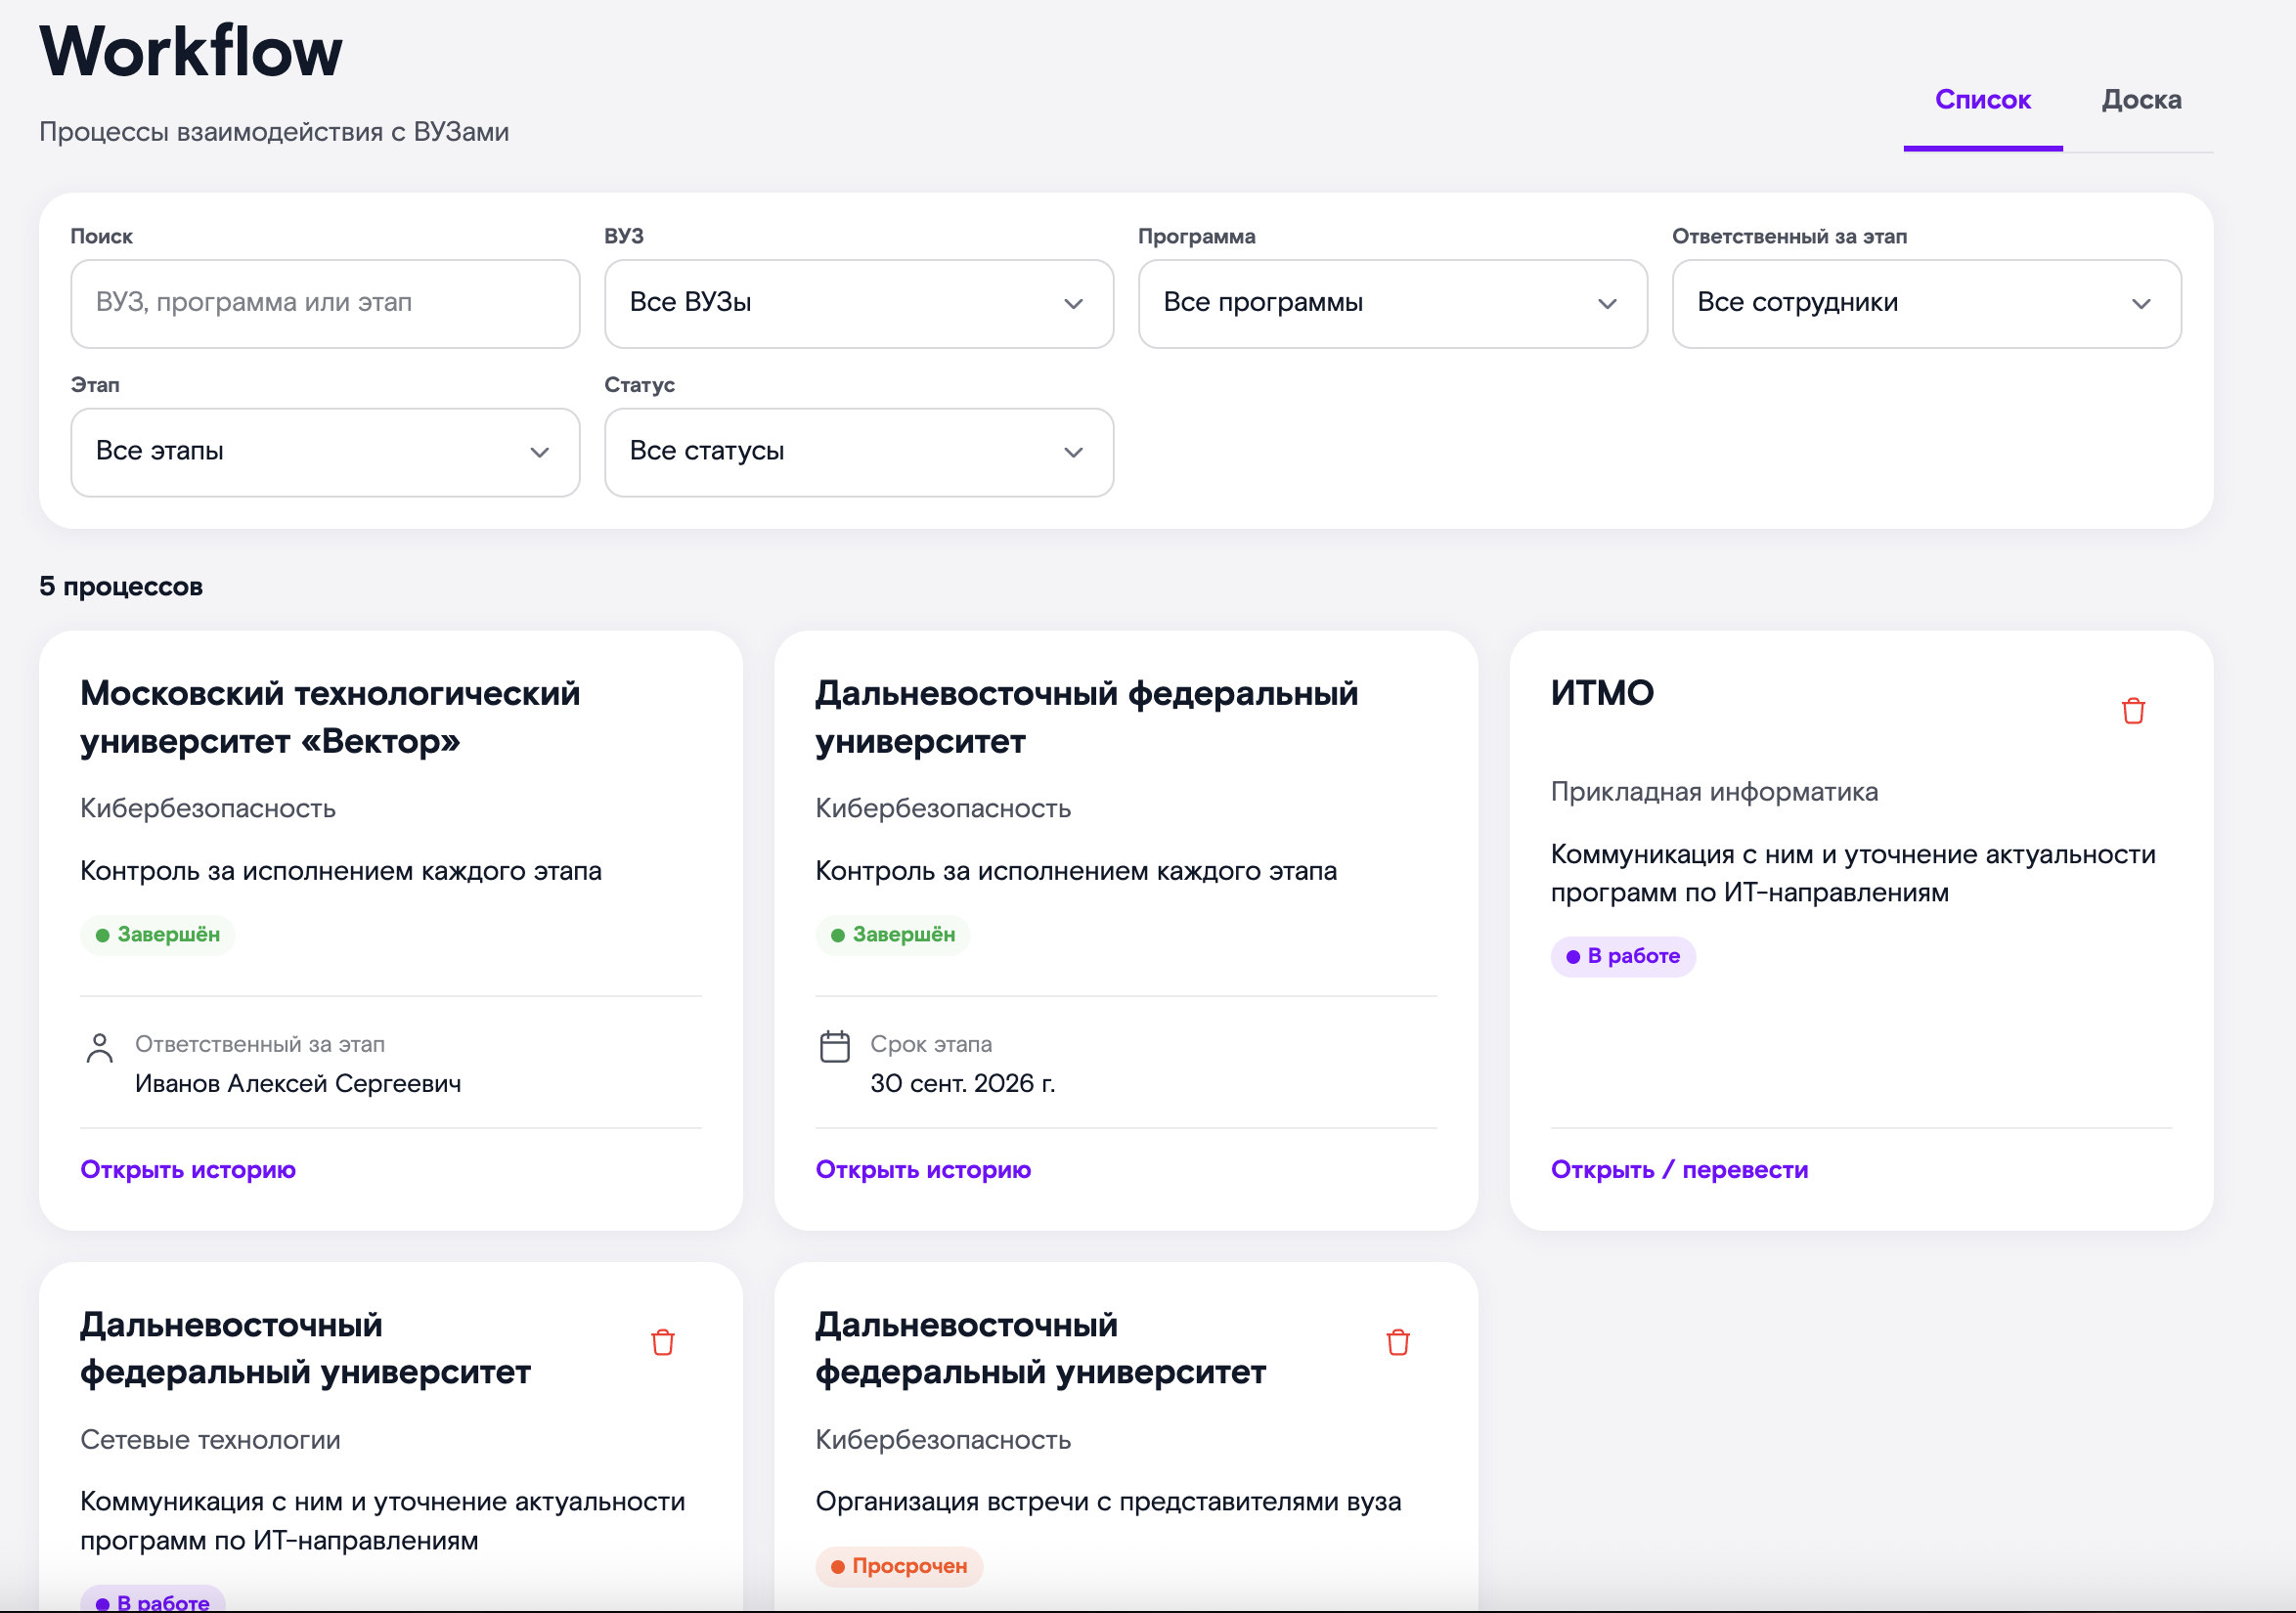 Workflow
Процессы взаимодействия с ВУЗами
Список
Доска
Поиск
ВУЗ
Программа
Ответственный за этап
ВУЗ, программа или этап
Все ВУЗы
Все программы
Все сотрудники
Этап
Статус
Все этапы
Все статусы
5 процессов
Московский технологический
университет «Вектор»
Кибербезопасность
Контроль за исполнением каждого этапа
Завершён
Ответственный за этап
Иванов Алексей Сергеевич
Открыть историю
Дальневосточный федеральный
университет
Кибербезопасность
Контроль за исполнением каждого этапа
Завершён
Срок этапа
30 сент. 2026 г.
Открыть историю
ИТМО
Прикладная информатика
Коммуникация с ним и уточнение актуальности
программ по ИТ-направлениям
В работе
Открыть / перевести
Дальневосточный
федеральный университет
Сетевые технологии
Коммуникация с ним и уточнение актуальности
программ по ИТ-направлениям
В работе
Дальневосточный
федеральный университет
Кибербезопасность
Организация встречи с представителями вуза
Просрочен